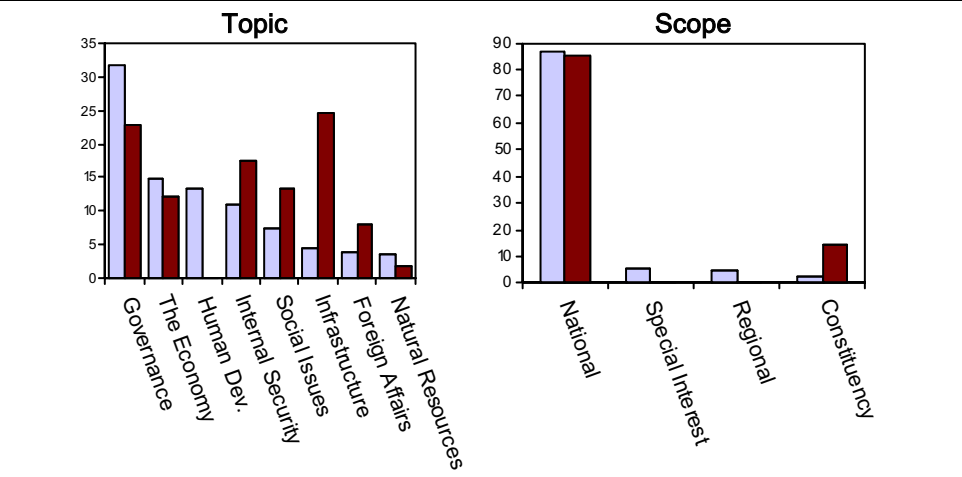 Topic
35
30
25
20
15
10
5
0
Governance
The Economy
Human Dev.
Internal Security
Social Issues
Infrastructure
Foreign Affairs
Natural Resources
Scope
90
80
70
60
50
40
30
20
10
0
National
Special Interest
Regional
Constituency